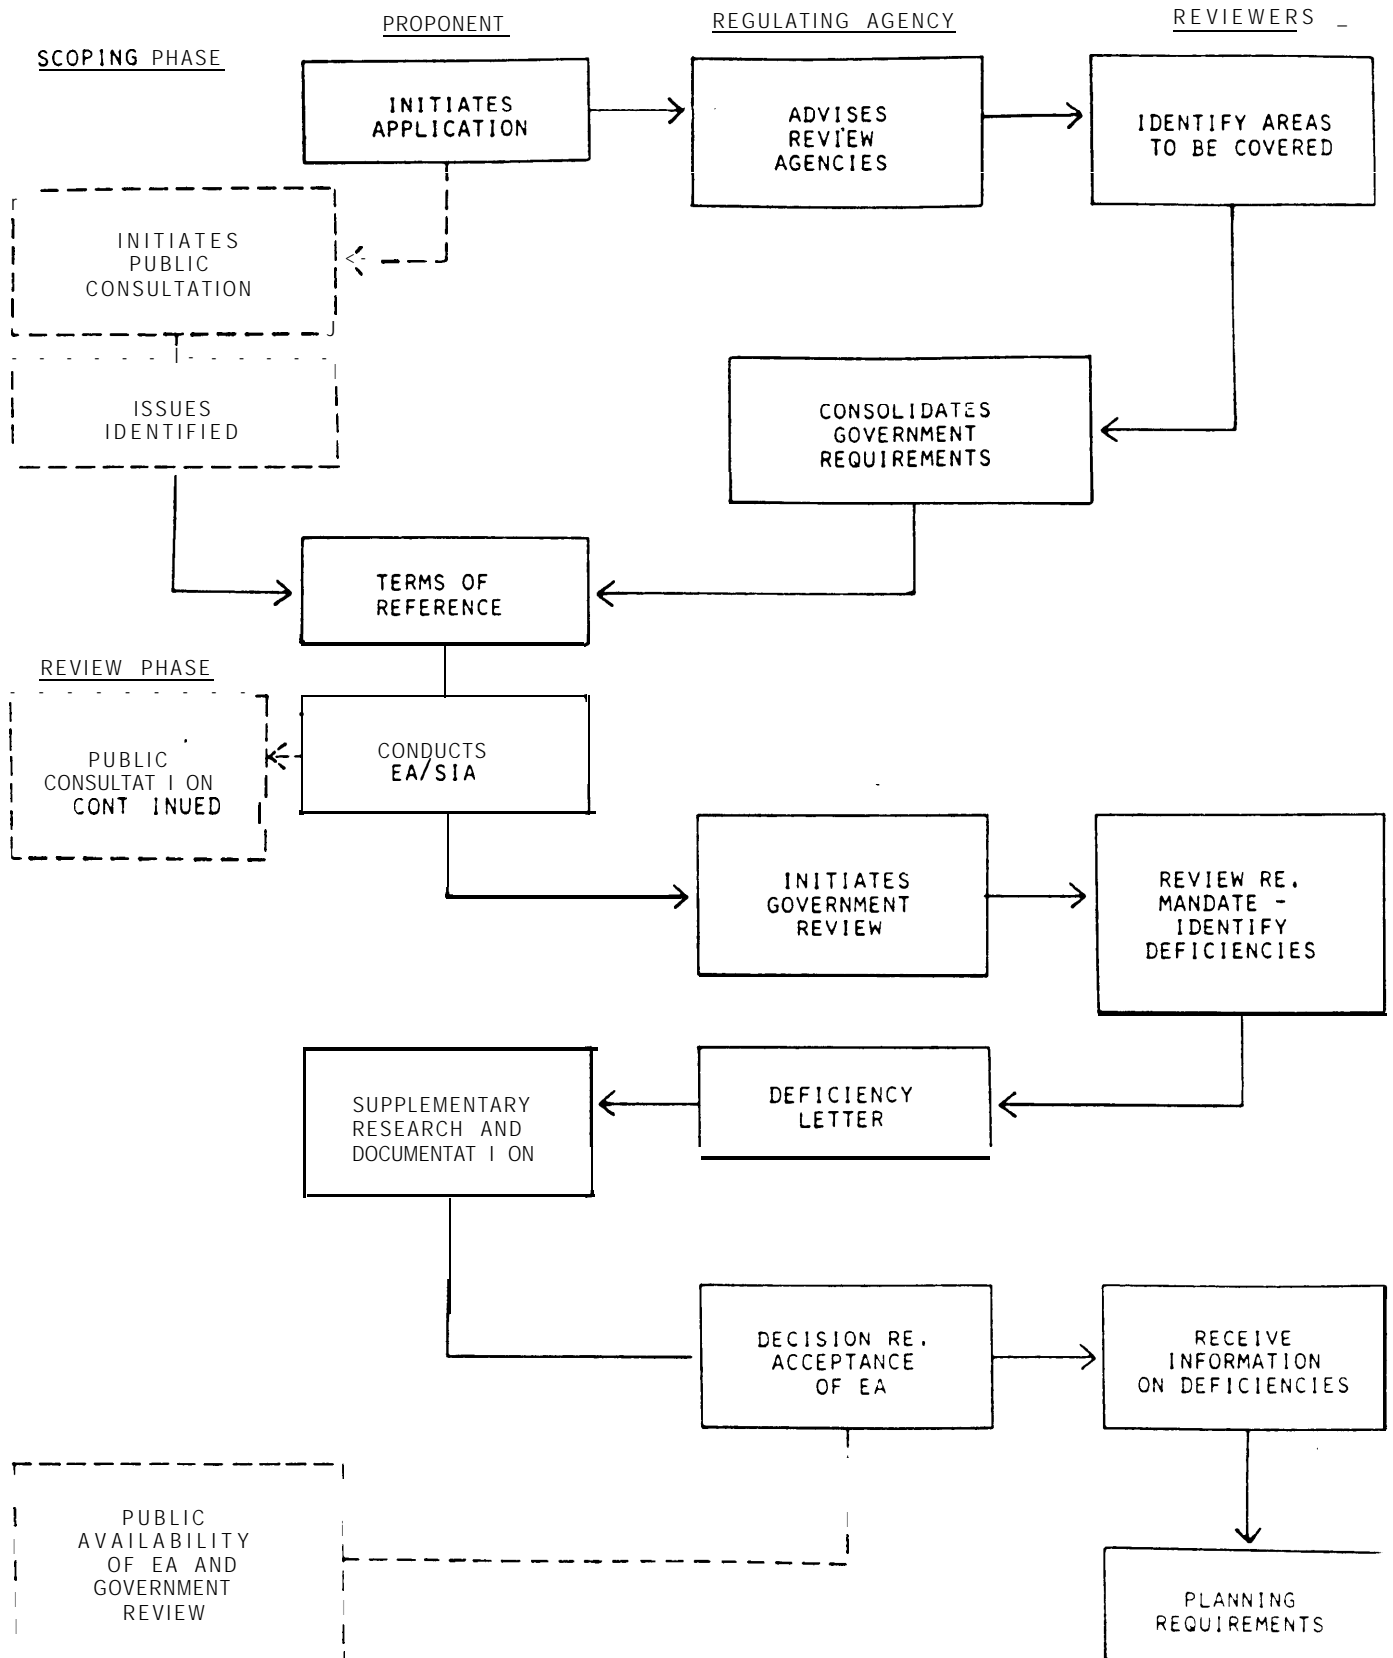 PROPONENT
REGULATING AGENCY
REVIEWERS
SCOPING PHASE
INITIATES
APPLICATION
ADVISES
REVIEW
AGENCIES
IDENTIFY AREAS
TO BE COVERED
INITIATES
PUBLIC
CONSULTATION
ISSUES
IDENTIFIED
CONSOLIDATES
GOVERNMENT
REQUIREMENTS
TERMS OF
REFERENCE
REVIEW PHASE
PUBLIC
CONSULTAT I ON
CONT INUED
CONDUCTS
EA/SIA
INITIATES
GOVERNMENT
REVIEW
REVIEW RE.
MANDATE -
IDENTIFY
DEFICIENCIES
SUPPLEMENTARY
RESEARCH AND
DOCUMENTAT I ON
DEFICIENCY
LETTER
DECISION RE.
ACCEPTANCE
OF EA
RECEIVE
INFORMATION
ON DEFICIENCIES
PUBLIC
AVAILABILITY
OF EA AND
GOVERNMENT
REVIEW
PLANNING
REQUIREMENTS